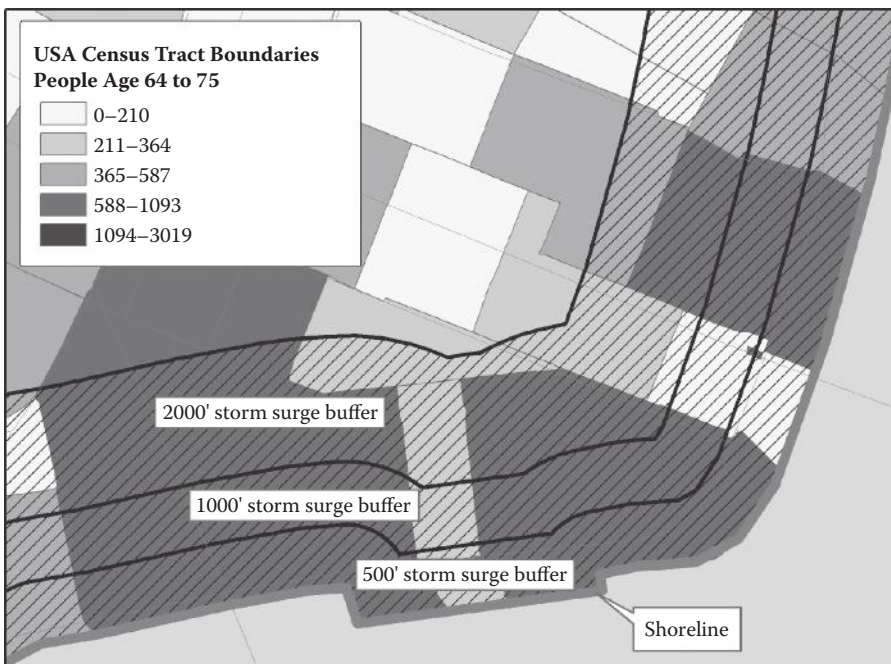 USA Census Tract Boundaries
People Age 64 to 75
0–210
211–364
365–587
588–1093
1094–3019
2000' storm surge buffer
1000' storm surge buffer
500' storm surge buffer
Shoreline